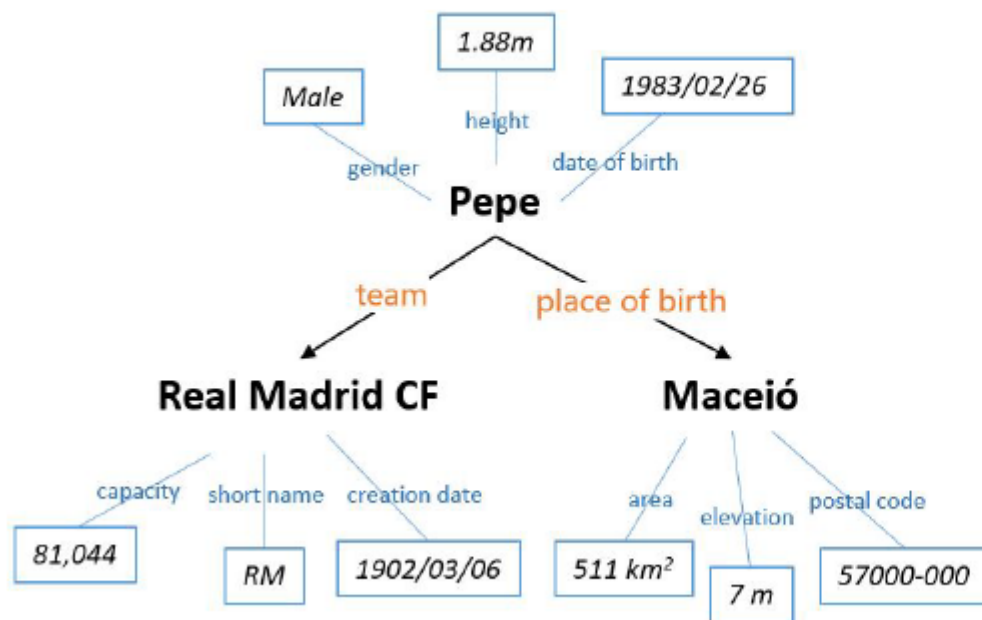 1.88m
Male
1983/02/26
height
gender
date of birth
Pepe
team
place of birth
Real Madrid CF
Maceió
capacity
short name
creation date
area
elevation
postal code
81,044
RM
1902/03/06
511 km²
7 m
57000-000